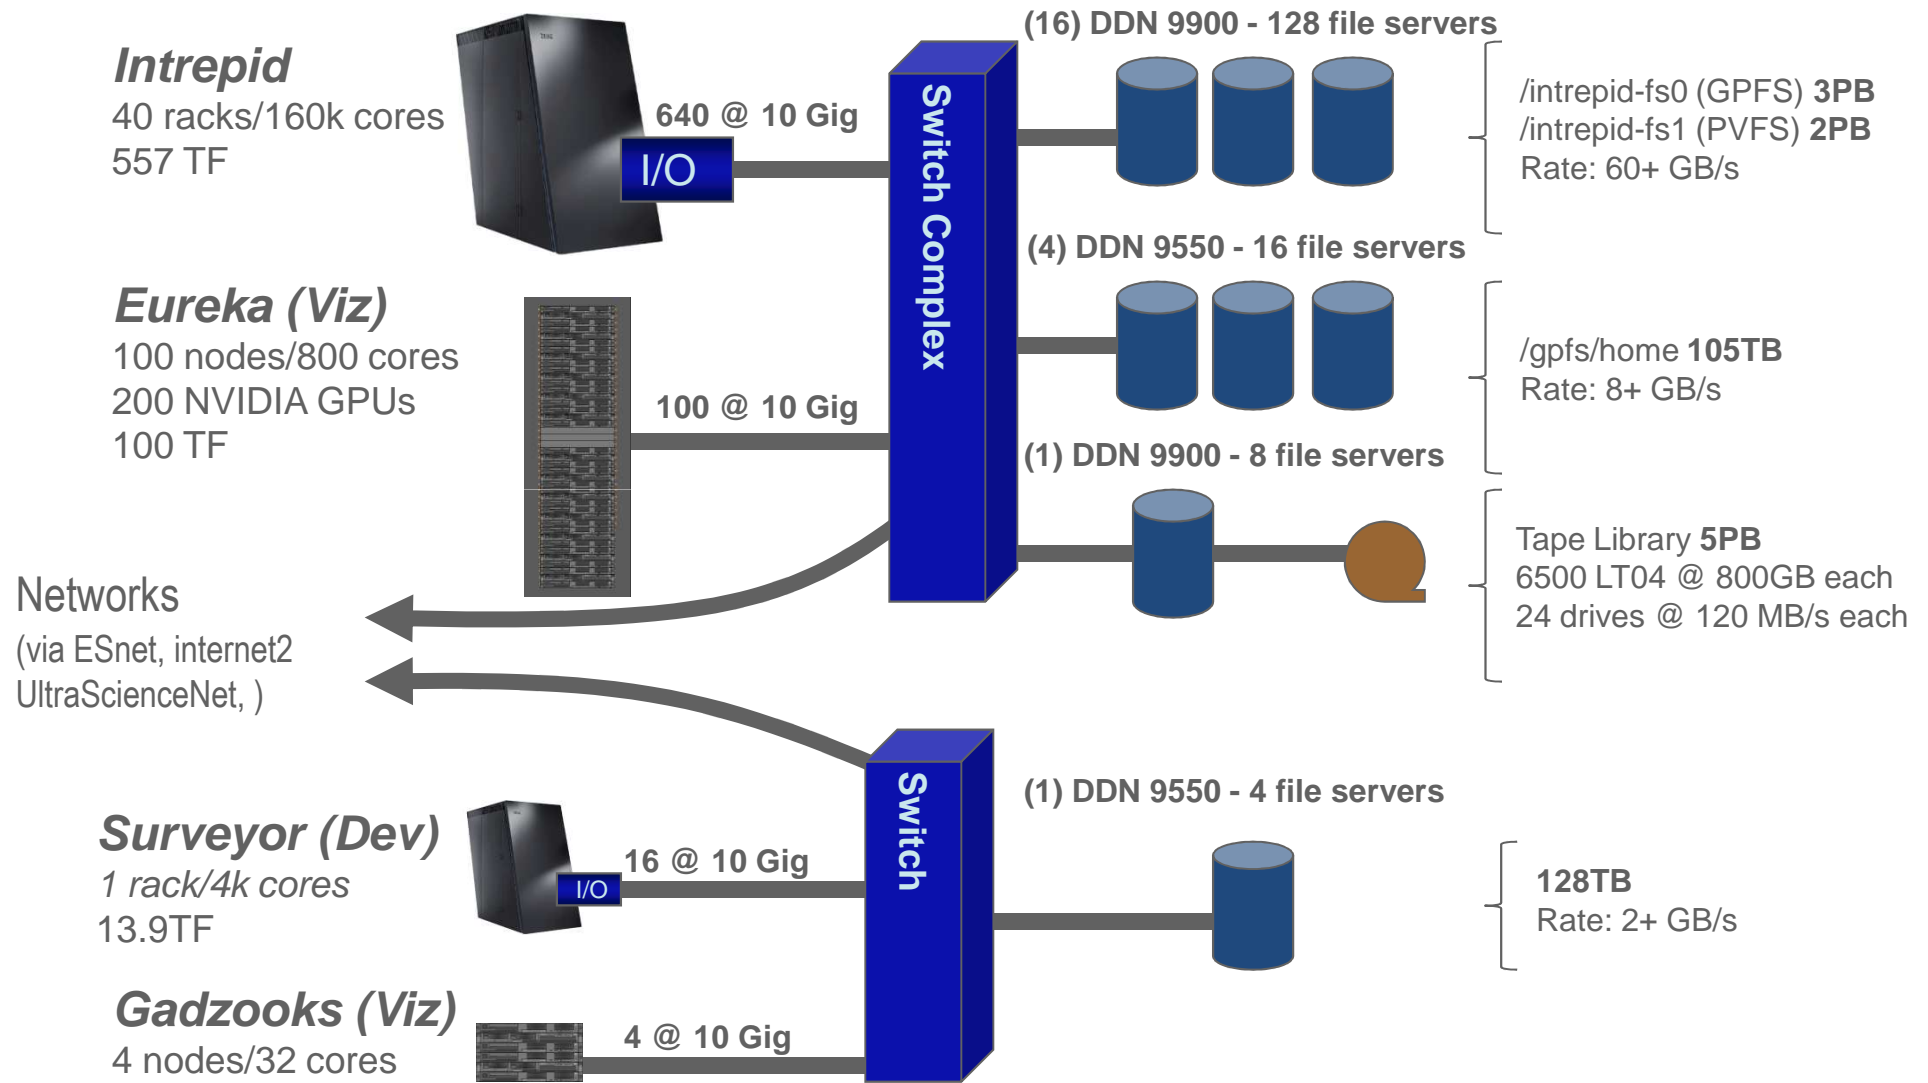 Intrepid
40 racks/160k cores
557 TF
640 @ 10 Gig
I/O
Switch Complex
(16) DDN 9900 - 128 file servers
/intrepid-fs0 (GPFS) 3PB
/intrepid-fs1 (PVFS) 2PB
Rate: 60+ GB/s
(4) DDN 9550 - 16 file servers
Eureka (Viz)
100 nodes/800 cores
200 NVIDIA GPUs
100 TF
100 @ 10 Gig
/gpfs/home 105TB
Rate: 8+ GB/s
(1) DDN 9900 - 8 file servers
Tape Library 5PB
6500 LT04 @ 800GB each
24 drives @ 120 MB/s each
Networks
(via ESnet, internet2
UltraScienceNet, )
Switch
(1) DDN 9550 - 4 file servers
Surveyor (Dev)
1 rack/4k cores
13.9TF
16 @ 10 Gig
I/O
128TB
Rate: 2+ GB/s
Gadzooks (Viz)
4 nodes/32 cores
4 @ 10 Gig